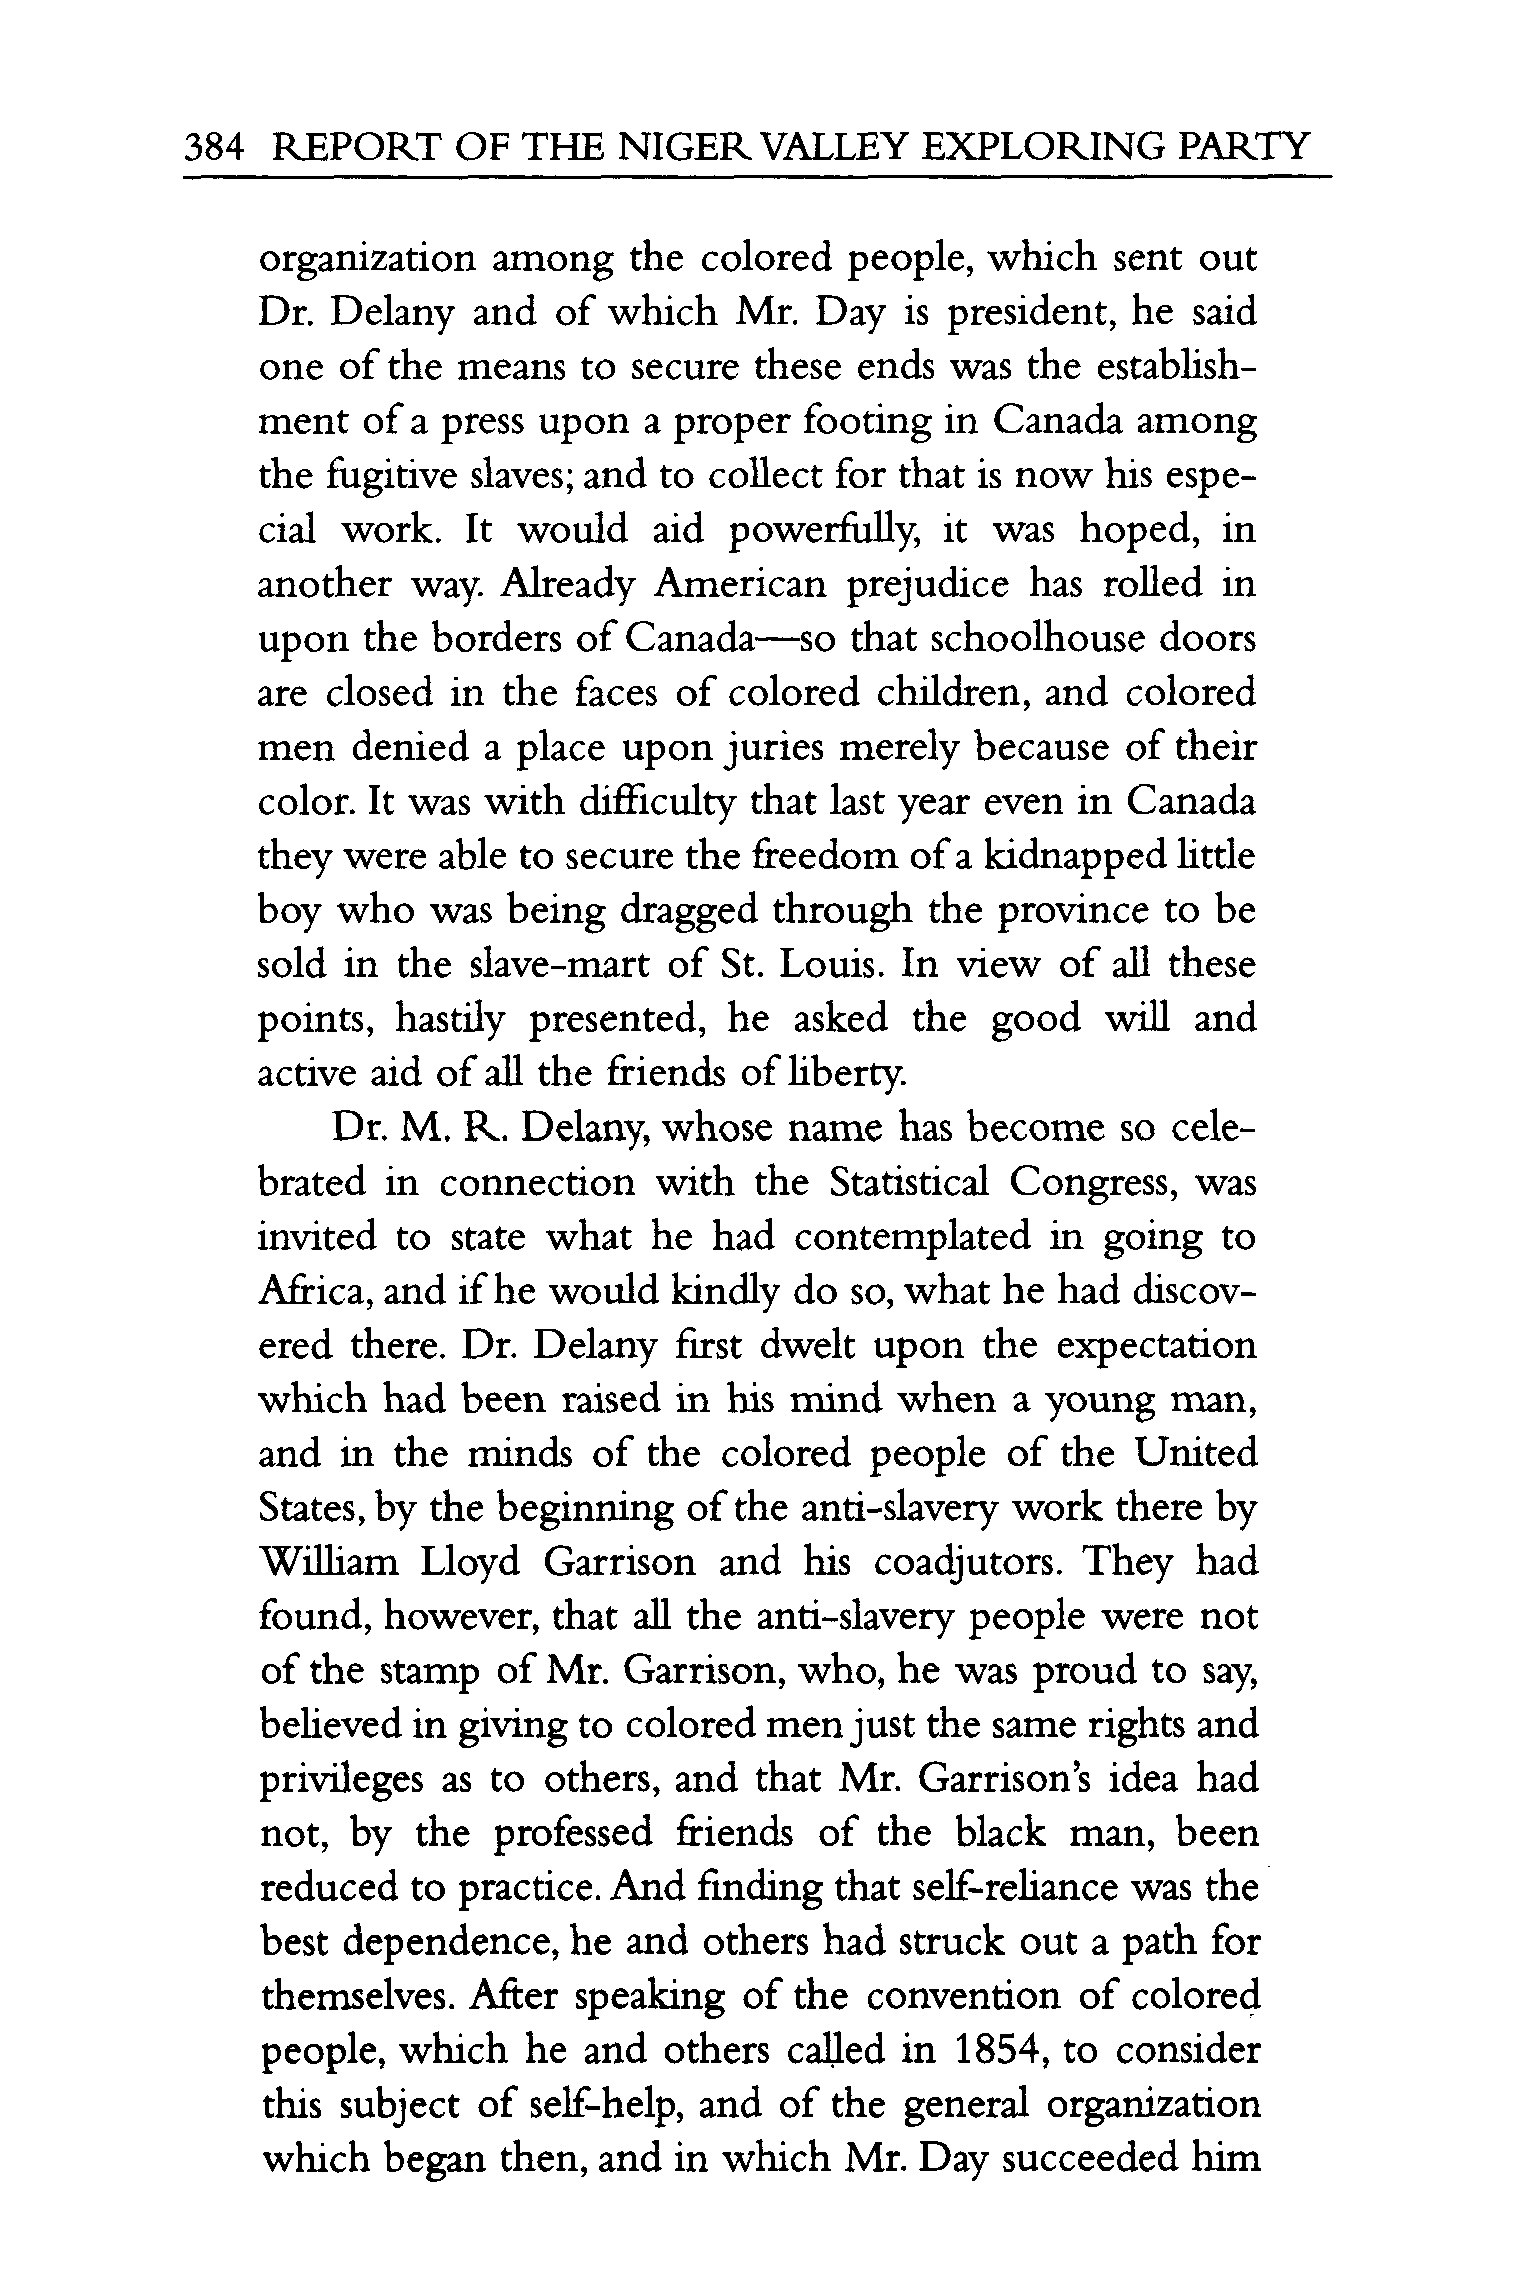 384 REPORT OF THE NIGER VALLEY EXPLORING PARTY
organization among the colored people, which sent out
Dr. Delany and of which Mr. Day is president, he said
one of the means to secure these ends was the establish-
ment of a press upon a proper footing in Canada among
the fugitive slaves; and to collect for that is now his espe-
cial work. It would aid powerfully, it was hoped, in
another way. Already American prejudice has rolled in
upon the borders of Canada—so that schoolhouse doors
are closed in the faces of colored children, and colored
men denied a place upon juries merely because of their
color. It was with difficulty that last year even in Canada
they were able to secure the freedom of a kidnapped little
boy who was being dragged through the province to be
sold in the slave-mart of St. Louis. In view of all these
points, hastily presented, he asked the good will and
active aid of all the friends of liberty.
Dr. M. R. Delany, whose name has become so cele-
brated in connection with the Statistical Congress, was
invited to state what he had contemplated in going to
Africa, and if he would kindly do so, what he had discov-
ered there. Dr. Delany first dwelt upon the expectation
which had been raised in his mind when a young man,
and in the minds of the colored people of the United
States, by the beginning of the anti-slavery work there by
William Lloyd Garrison and his coadjutors. They had
found, however, that all the anti-slavery people were not
of the stamp of Mr. Garrison, who, he was proud to say,
believed in giving to colored men just the same rights and
privileges as to others, and that Mr. Garrison's idea had
not, by the professed friends of the black man, been
reduced to practice. And finding that self-reliance was the
best dependence, he and others had struck out a path for
themselves. After speaking of the convention of colored
people, which he and others called in 1854, to consider
this subject of self-help, and of the general organization
which began then, and in which Mr. Day succeeded him